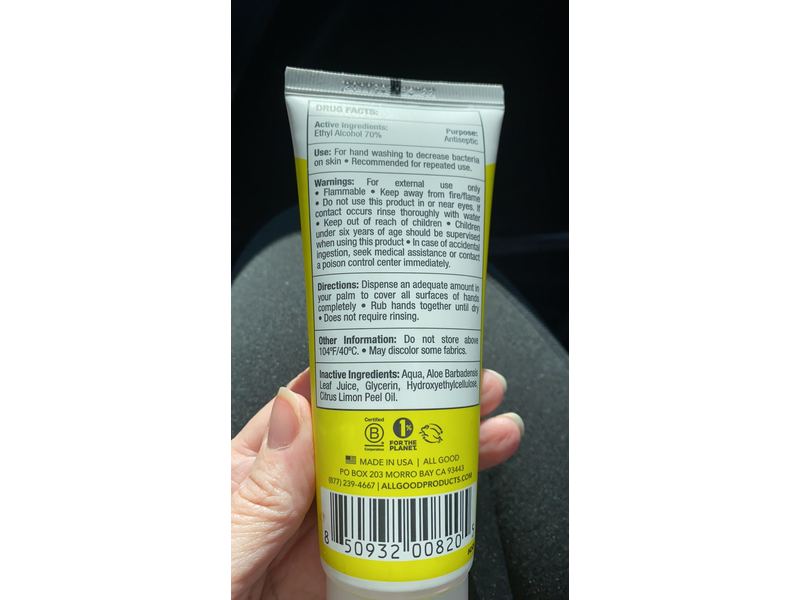 DRUG FACTS:
Active Ingredients: Purpose:
Ethyl Alcohol 70% Antiseptic
Use: For hand washing to decrease bacteria
on skin • Recommended for repeated use.
Warnings: For external use only
• Flammable • Keep away from fire/flame
• Do not use this product in or near eyes. If
contact occurs rinse thoroughly with water
• Keep out of reach of children • Children
under six years of age should be supervised
when using this product • In case of accidental
ingestion, seek medical assistance or contact
a poison control center immediately.
Directions: Dispense an adequate amount in
your palm to cover all surfaces of hands
completely • Rub hands together until dry
• Does not require rinsing.
Other Information: Do not store above
104ºF/40ºC. • May discolor some fabrics.
Inactive Ingredients: Aqua, Aloe Barbadensis
Leaf Juice, Glycerin, Hydroxyethylcellulose,
Citrus Limon Peel Oil.
Certified
B
Corporation
1%
FOR THE
PLANET.
MADE IN USA | ALL GOOD
PO BOX 203 MORRO BAY CA 93443
(877) 239-4667 | ALLGOODPRODUCTS.COM
8 50932 00820 5